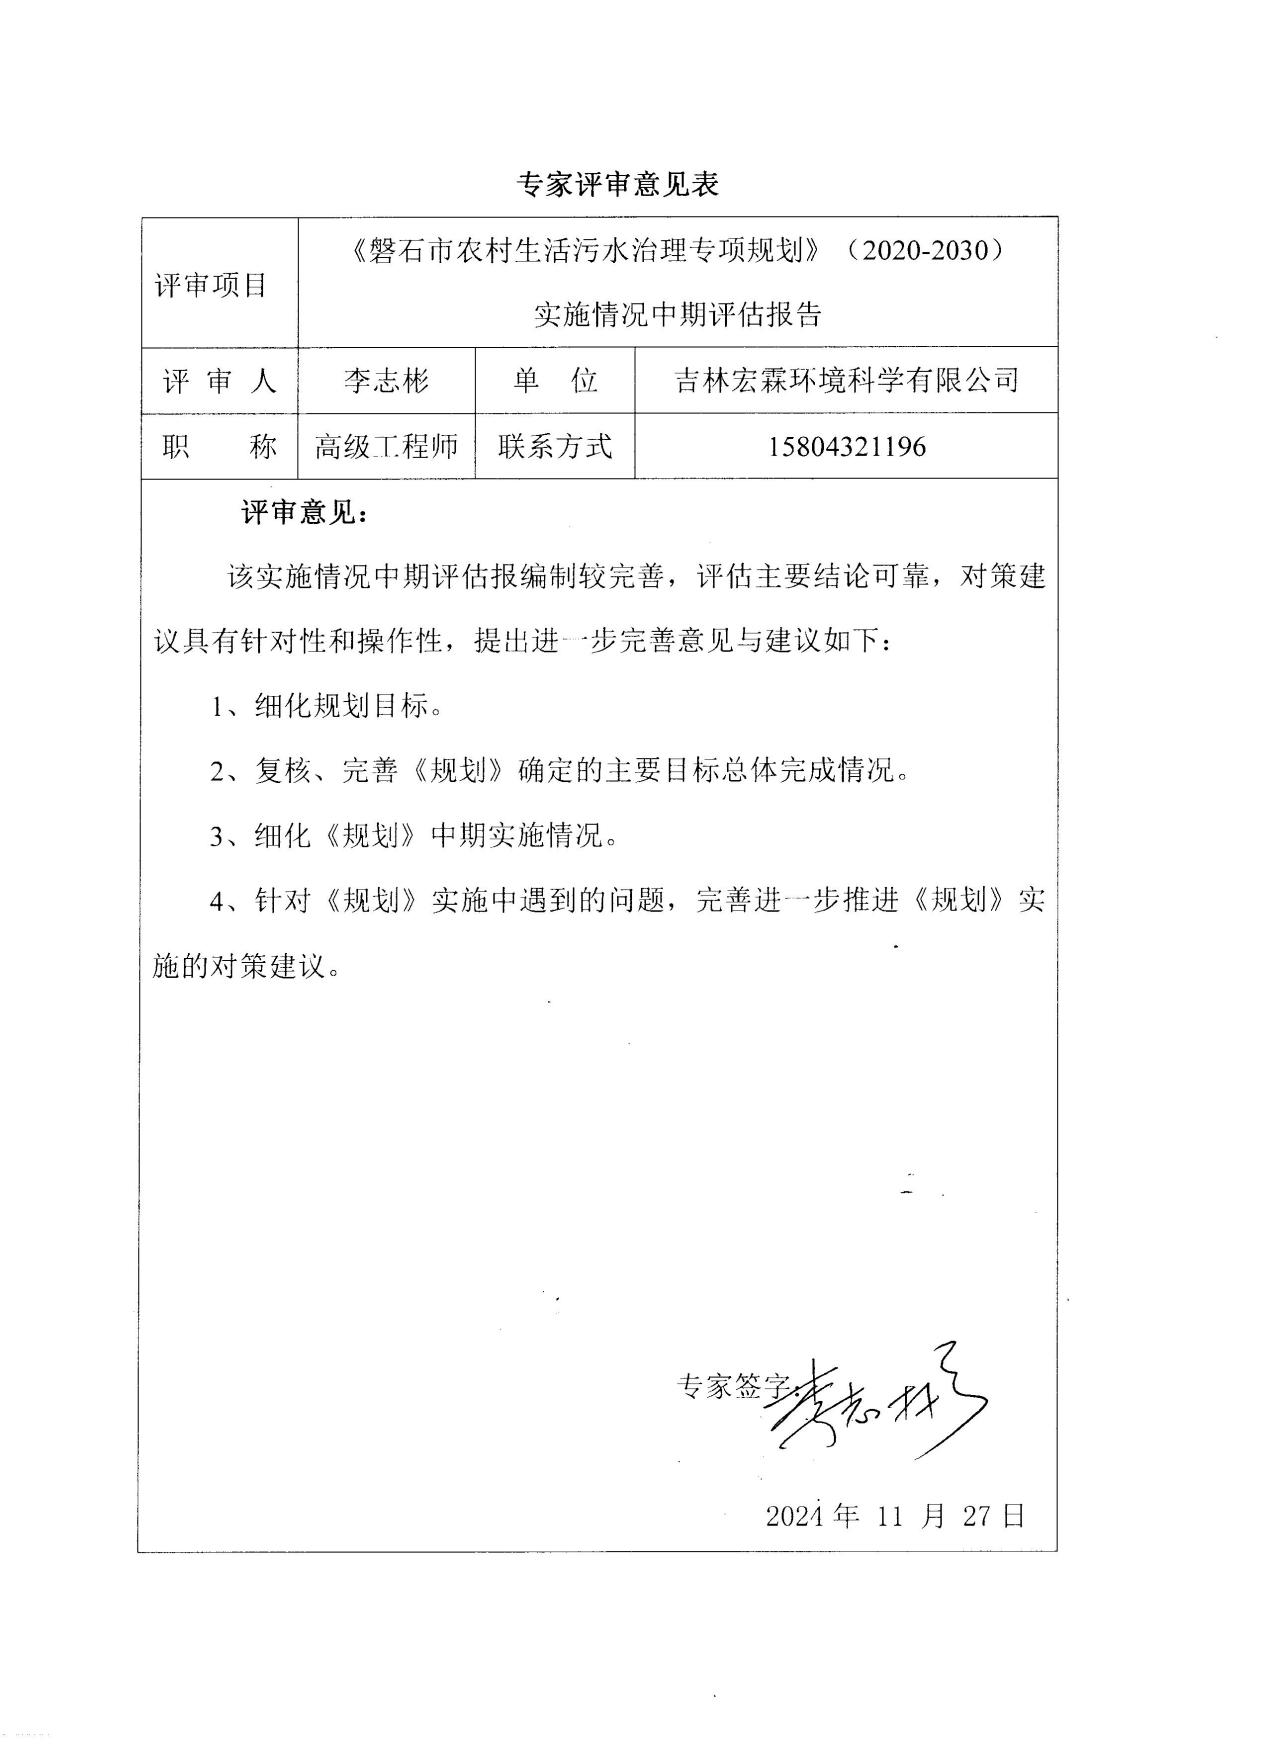 专家评审意见表
评审项目
《磐石市农村生活污水治理专项规划》（2020-2030）
实施情况中期评估报告
评 审 人 李志彬 单 位 吉林宏霖环境科学有限公司
职 称 高级工程师 联系方式 15804321196
评审意见：
该实施情况中期评估报编制较完善，评估主要结论可靠，对策建
议具有针对性和操作性，提出进一步完善意见与建议如下：
1、细化规划目标。
2、复核、完善《规划》确定的主要目标总体完成情况。
3、细化《规划》中期实施情况。
4、针对《规划》实施中遇到的问题，完善进一步推进《规划》实
施的对策建议。
专家签字：李志彬
2024 年 11 月 27 日